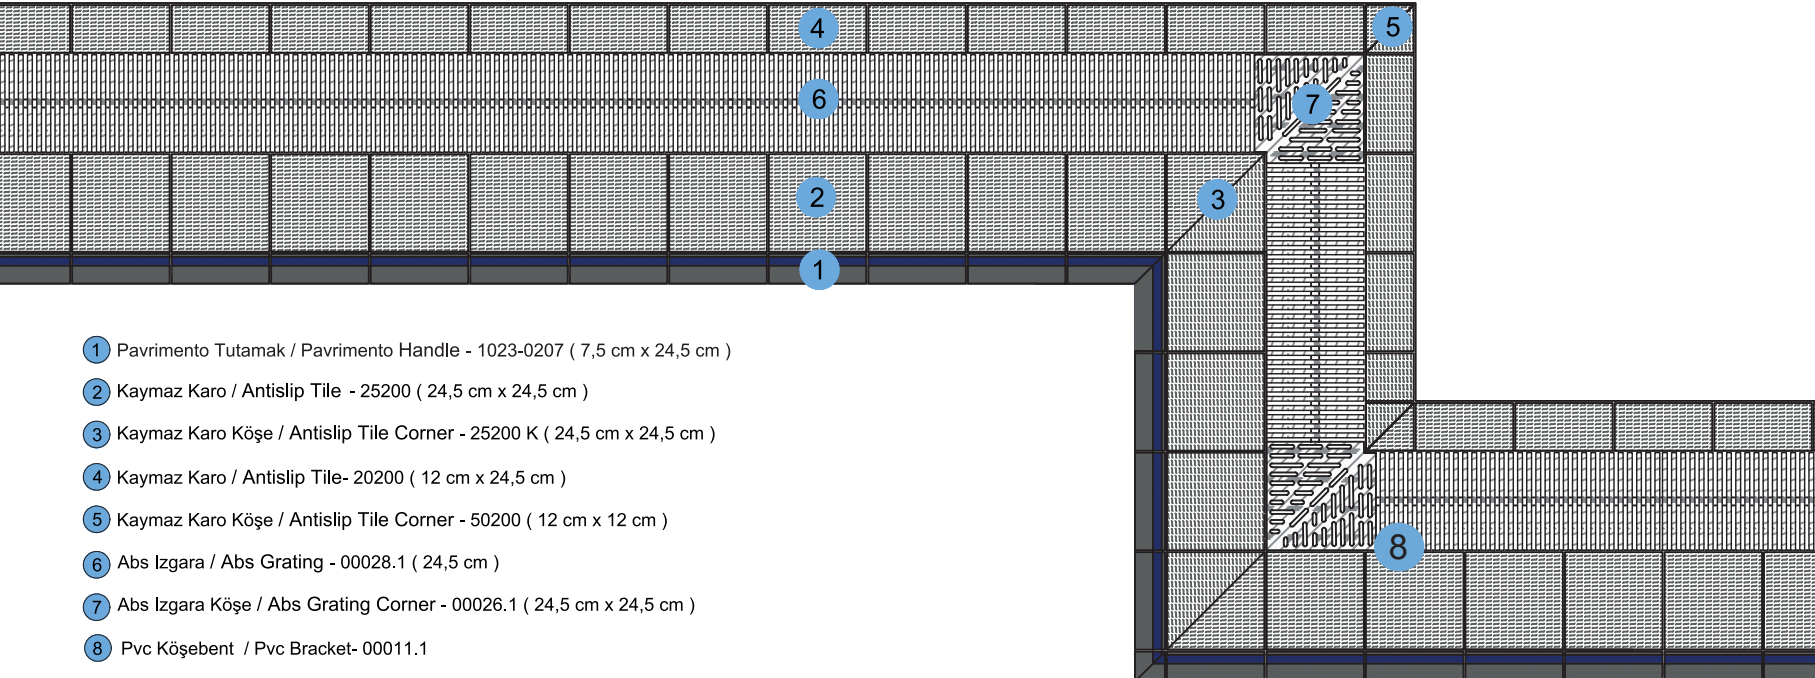 4
5
6
7
2
3
1
8
1 Pavrimento Tutamak / Pavrimento Handle - 1023-0207 ( 7,5 cm x 24,5 cm )
2 Kaymaz Karo / Antislip Tile - 25200 ( 24,5 cm x 24,5 cm )
3 Kaymaz Karo Köşe / Antislip Tile Corner - 25200 K ( 24,5 cm x 24,5 cm )
4 Kaymaz Karo / Antislip Tile- 20200 ( 12 cm x 24,5 cm )
5 Kaymaz Karo Köşe / Antislip Tile Corner - 50200 ( 12 cm x 12 cm )
6 Abs Izgara / Abs Grating - 00028.1 ( 24,5 cm )
7 Abs Izgara Köşe / Abs Grating Corner - 00026.1 ( 24,5 cm x 24,5 cm )
8 Pvc Köşebent / Pvc Bracket- 00011.1